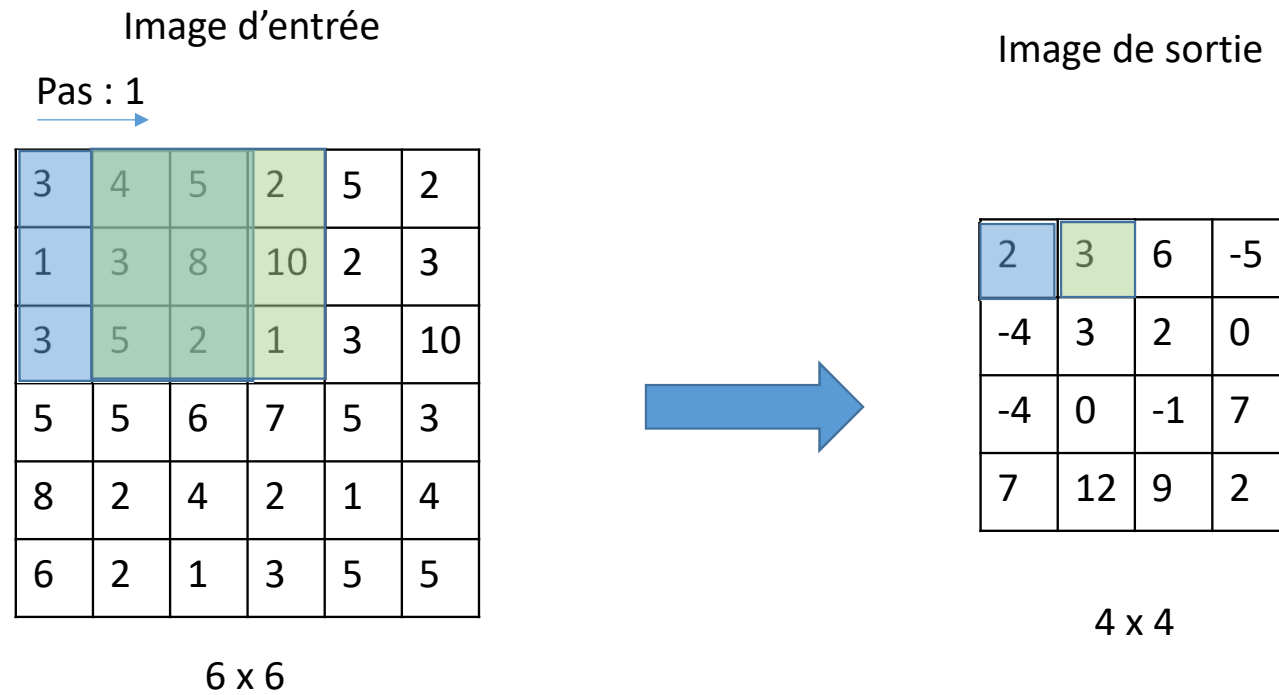 Image d'entrée
Pas : 1
3 4 5 2 5 2
1 3 8 10 2 3
3 5 2 1 3 10
5 5 6 7 5 3
8 2 4 2 1 4
6 2 1 3 5 5
6 x 6
Image de sortie
2 3 6 -5
-4 3 2 0
-4 0 -1 7
7 12 9 2
4 x 4